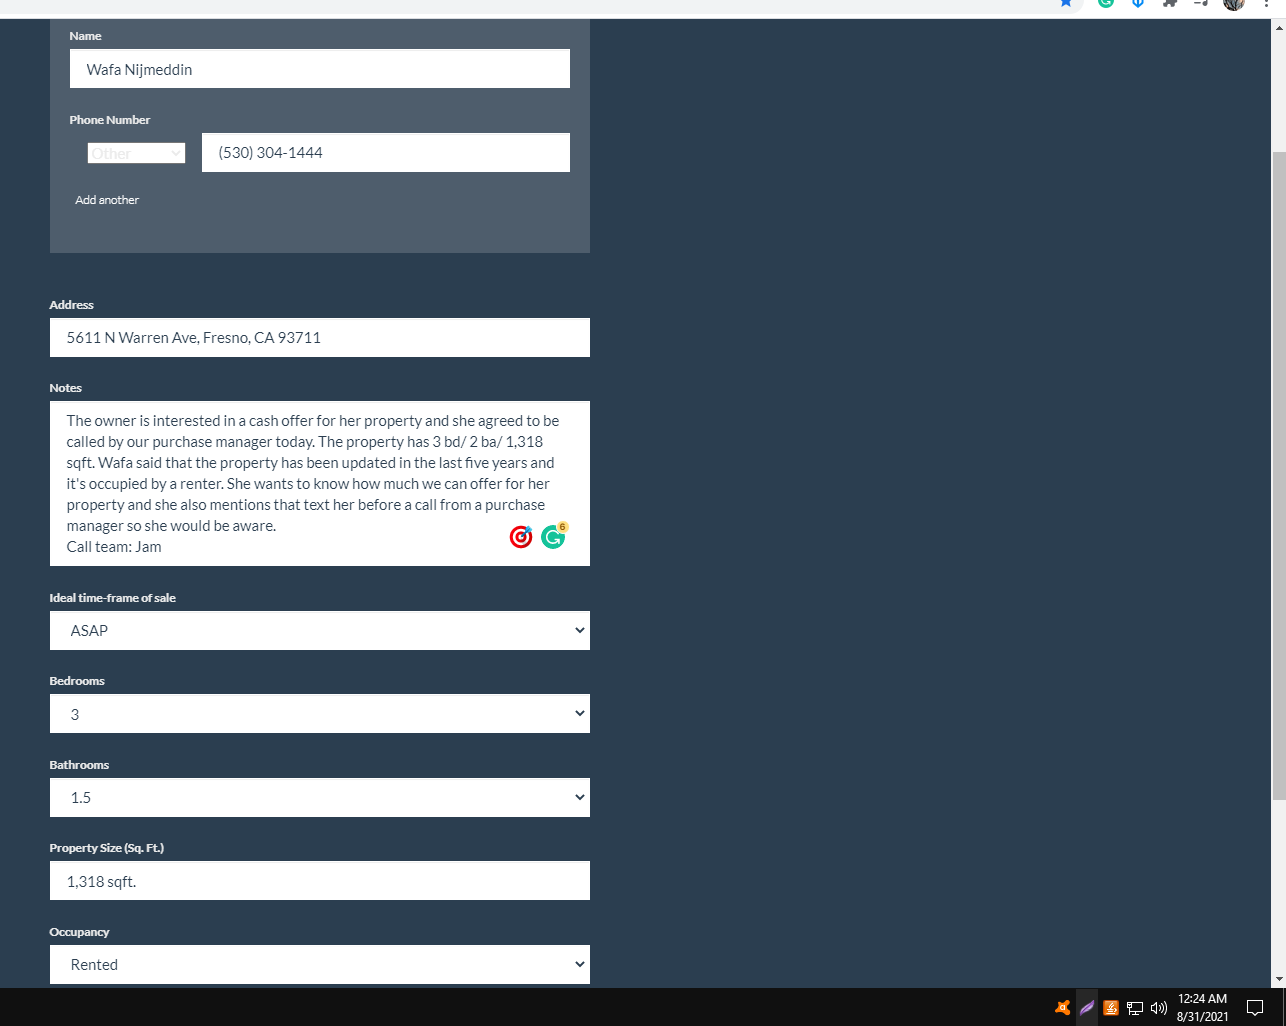 Name
Wafa Nijmeddin
Phone Number
Other
(530) 304-1444
Add another
Address
5611 N Warren Ave, Fresno, CA 93711
Notes
The owner is interested in a cash offer for her property and she agreed to be
called by our purchase manager today. The property has 3 bd/ 2 ba/ 1,318
sqft. Wafa said that the property has been updated in the last five years and
it's occupied by a renter. She wants to know how much we can offer for her
property and she also mentions that text her before a call from a purchase
manager so she would be aware.
6
Call team: Jam
Ideal time-frame of sale
ASAP
Bedrooms
3
Bathrooms
1.5
Property Size (Sq. Ft.)
1,318 sqft.
Occupancy
Rented
12:24 AM
8/31/2021